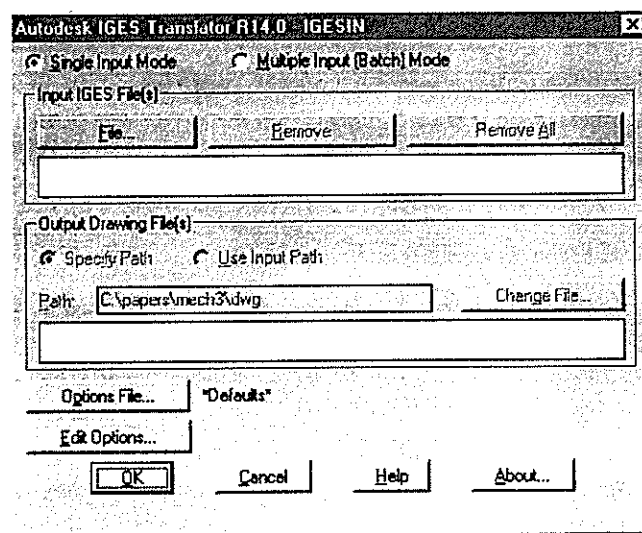 Autodesk IGES Translator R14.0 IGESIN
Single Input Mode Multiple Input (Batch) Mode
Input IGES File(s)
File... Remove Remove All
Output Drawing File(s)
Specify Path Use Input Path
Path: C:\papers\mech3\dwg Change File...
Options File... *Defaults*
Edit Options...
OK Cancel Help About...